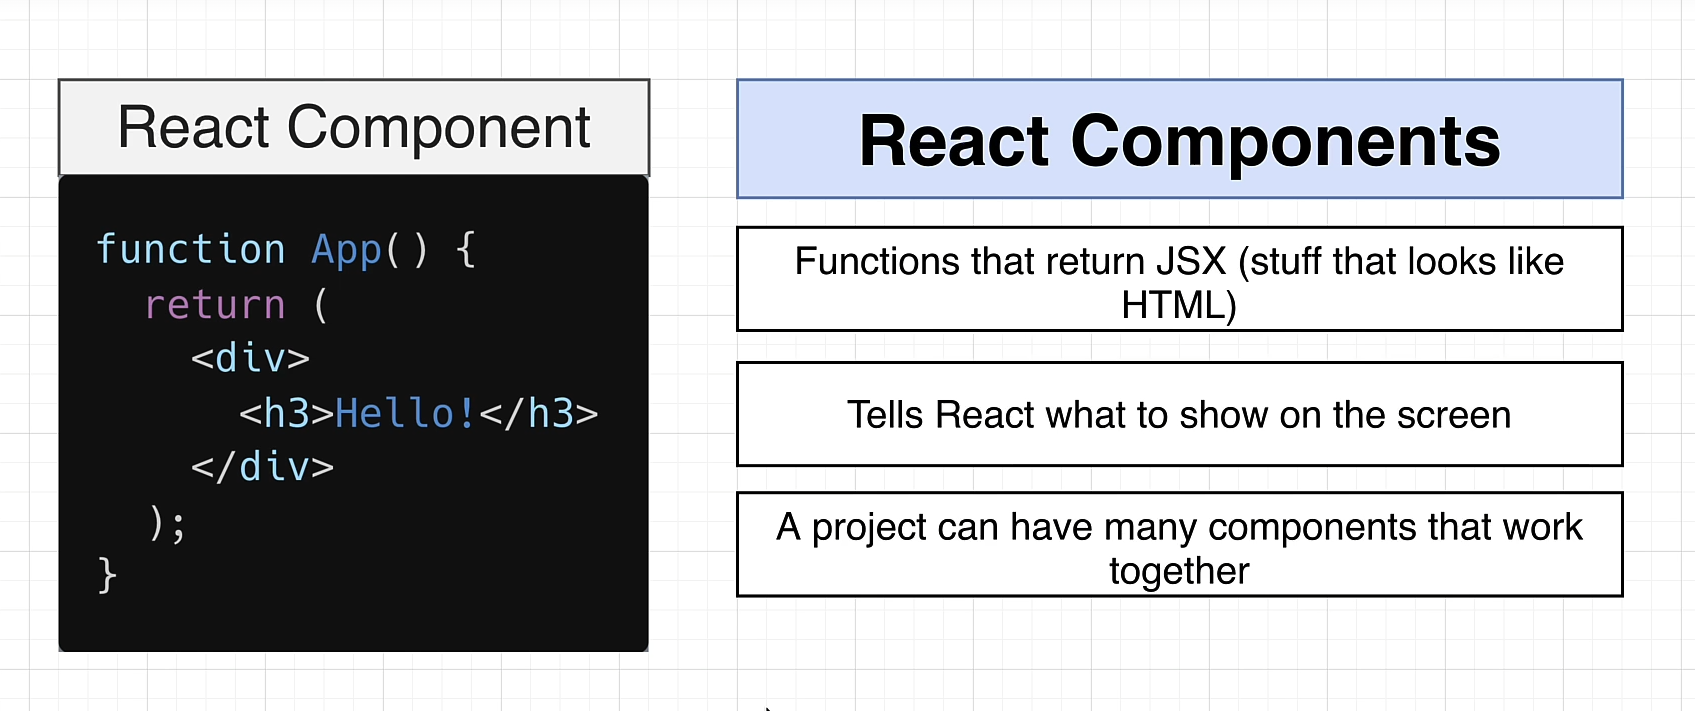 React Component
function App() {
  return (
    <div>
      <h3>Hello!</h3>
    </div>
  );
}
React Components
Functions that return JSX (stuff that looks like
HTML)
Tells React what to show on the screen
A project can have many components that work
together